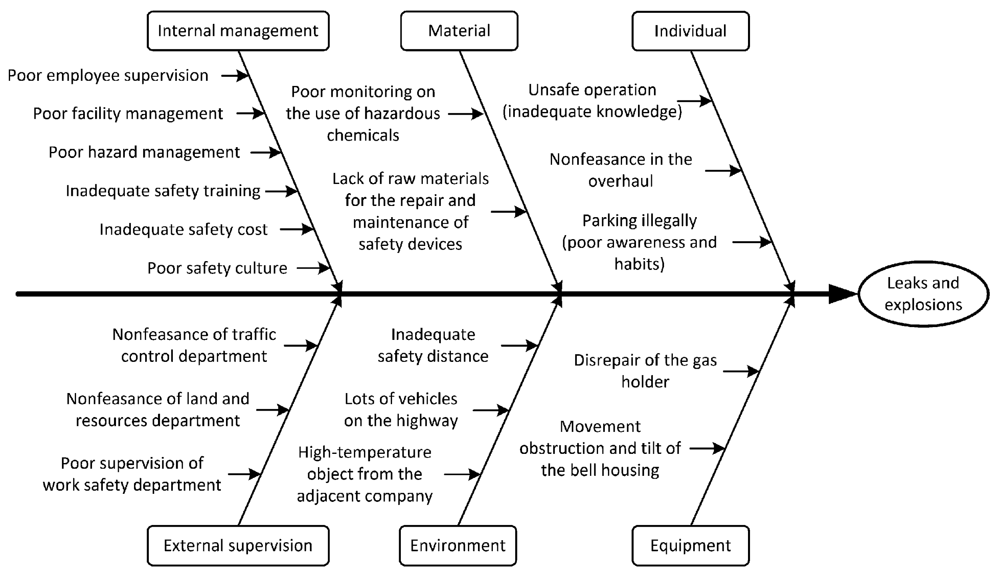 Internal management
Material
Individual
Poor employee supervision
Poor facility management
Poor hazard management
Inadequate safety training
Inadequate safety cost
Poor safety culture
Poor monitoring on
the use of hazardous
chemicals
Lack of raw materials
for the repair and
maintenance of
safety devices
Unsafe operation
(inadequate knowledge)
Nonfeasance in the
overhaul
Parking illegally
(poor awareness and
habits)
Leaks and
explosions
Nonfeasance of traffic
control department
Nonfeasance of land and
resources department
Poor supervision of
work safety department
Inadequate
safety distance
Lots of vehicles
on the highway
High-temperature
object from the
adjacent company
Disrepair of the gas
holder
Movement
obstruction and tilt of
the bell housing
External supervision
Environment
Equipment